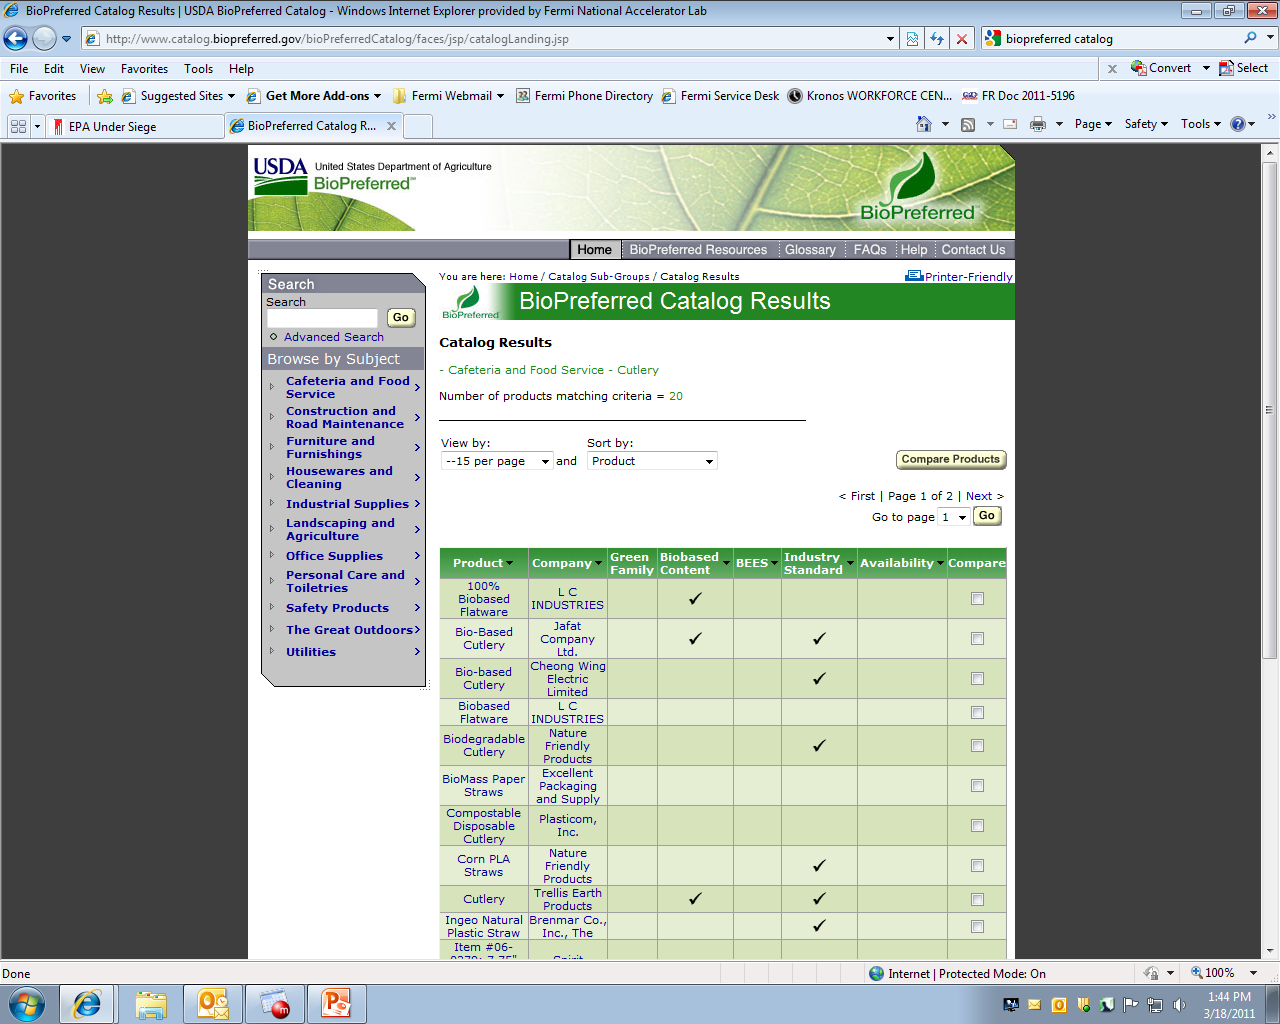 BioPreferred Catalog Results | USDA BioPreferred Catalog - Windows Internet Explorer provided by Fermi National Accelerator Lab
http://www.catalog.biopreferred.gov/bioPreferredCatalog/faces/jsp/catalogLanding.jsp
biopreferred catalog
File Edit View Favorites Tools Help
x Convert Select
Favorites Suggested Sites Get More Add-ons Fermi Webmail Fermi Phone Directory Fermi Service Desk Kronos WORKFORCE CEN... FR Doc 2011-5196
EPA Under Siege BioPreferred Catalog R... x Page Safety Tools
USDA United States Department of Agriculture
BioPreferred℠
BioPreferred
Home BioPreferred Resources Glossary FAQs Help Contact Us
Search
Search
Go
Advanced Search
Browse by Subject
Cafeteria and Food
Service
Construction and
Road Maintenance
Furniture and
Furnishings
Housewares and
Cleaning
Industrial Supplies
Landscaping and
Agriculture
Office Supplies
Personal Care and
Toiletries
Safety Products
The Great Outdoors
Utilities
You are here: Home / Catalog Sub-Groups / Catalog Results Printer-Friendly
BioPreferred BioPreferred Catalog Results
Catalog Results
- Cafeteria and Food Service - Cutlery
Number of products matching criteria = 20
View by: Sort by:
--15 per page and Product Compare Products
< First | Page 1 of 2 | Next >
Go to page 1 Go
Product Company Green Family Biobased Content BEES Industry Standard Availability Compare
100% Biobased Flatware L C INDUSTRIES ✓
Bio-Based Cutlery Jafat Company Ltd. ✓ ✓
Bio-based Cutlery Cheong Wing Electric Limited ✓
Biobased Flatware L C INDUSTRIES
Biodegradable Cutlery Nature Friendly Products ✓
BioMass Paper Straws Excellent Packaging and Supply
Compostable Disposable Cutlery Plasticom, Inc.
Corn PLA Straws Nature Friendly Products ✓
Cutlery Trellis Earth Products ✓ ✓
Ingeo Natural Plastic Straw Brenmar Co., Inc., The ✓
Item #06-
Done Internet | Protected Mode: On 100%
1:44 PM
3/18/2011